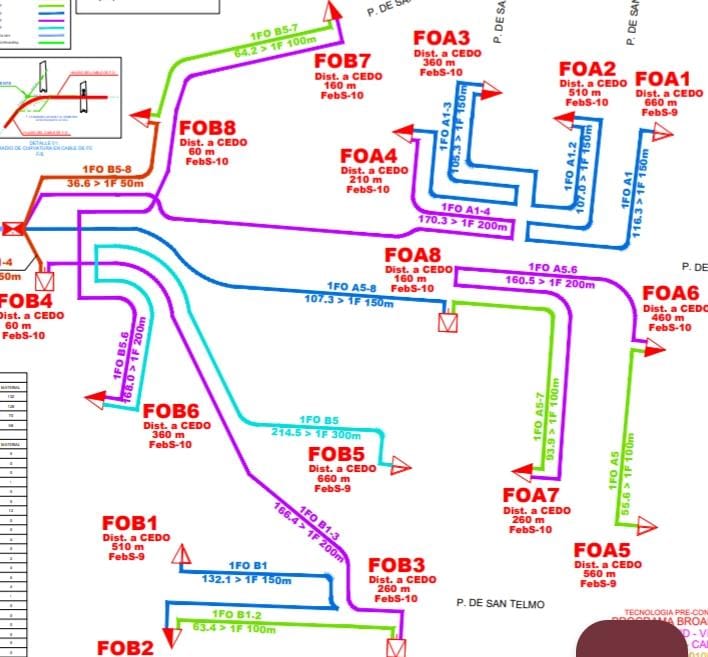 P. DE SA
P. DE SA
P. DE SAN
1FO B5-7
64.2 > 1F 100m
FOB7
Dist. a CEDO
160 m
FebS-10
FOA3
Dist. a CEDO
360 m
FebS-10
FOA2
Dist. a CEDO
510 m
FebS-10
FOA1
Dist. a CEDO
660 m
FebS-9
DETALLE 01:
FOB8
Dist. a CEDO
60 m
FebS-10
1FO A1-3
105.3 > 1F 150m
1FO A1.2
107.0 > 1F 150m
1FO A1
116.3 > 1F 150m
FOA4
Dist. a CEDO
210 m
FebS-10
1FO B5-8
36.6 > 1F 50m
1FO A1-4
170.3 > 1F 200m
-4
50m
FOB4
Dist. a CEDO
60 m
FebS-10
1FO A5-8
107.3 > 1F 150m
FOA8
Dist. a CEDO
160 m
FebS-10
1FO A5.6
160.5 > 1F 200m
P. DE
FOA6
Dist. a CEDO
460 m
FebS-10
1FO B5.6
168.0 > 1F 200m
FOB6
Dist. a CEDO
360 m
FebS-10
1FO B5
214.5 > 1F 300m
FOB5
Dist. a CEDO
660 m
FebS-9
1FO A5-7
93.9 > 1F 100m
1FO A5
55.6 > 1F 100m
FOA7
Dist. a CEDO
260 m
FebS-10
FOA5
Dist. a CEDO
560 m
FebS-9
FOB1
Dist. a CEDO
510 m
FebS-9
1FO B1-3
166.4 > 1F 200m
1FO B1
132.1 > 1F 150m
FOB3
Dist. a CEDO
260 m
FebS-10
1FO B1-2
63.4 > 1F 100m
FOB2
P. DE SAN TELMO
TECNOLOGIA PRE-CON
PROGRAMA BROA
D - V
CA